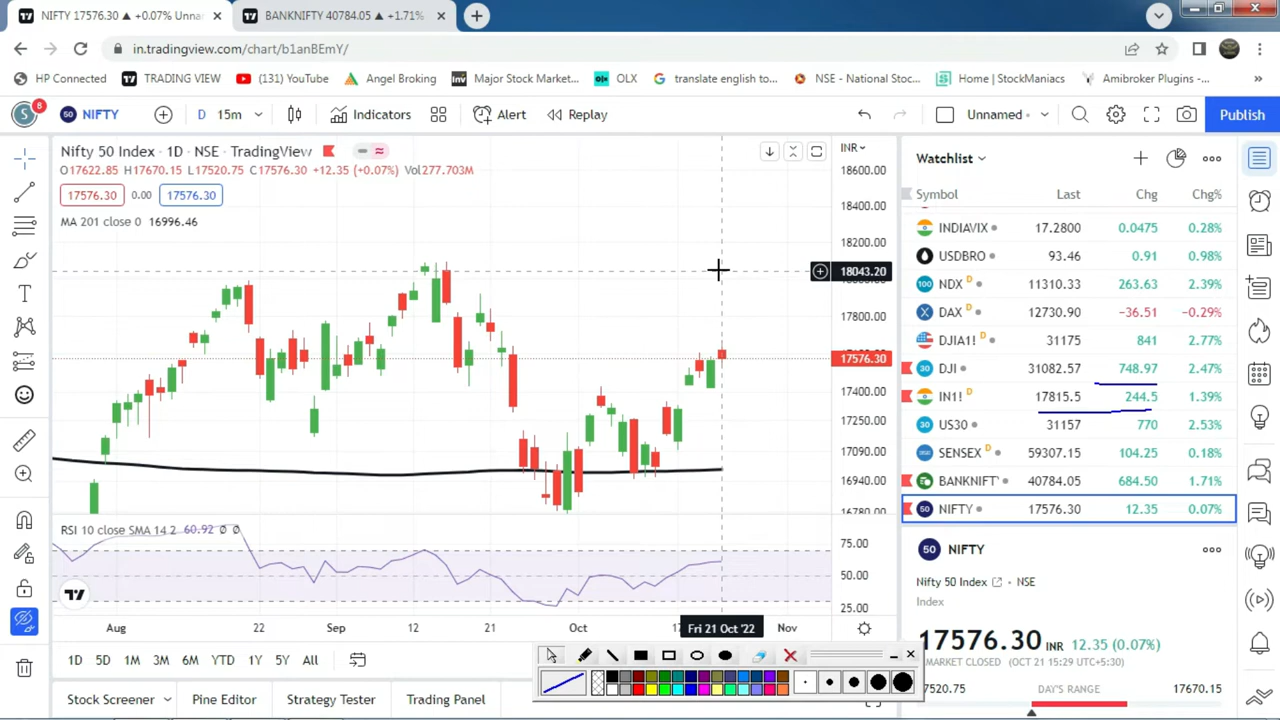 NIFTY 17576.30 ▲ +0.07% Unna
BANKNIFTY 40784.05 ▲ +1.71%
in.tradingview.com/chart/b1anBEmY/
HP Connected TRADING VIEW (131) YouTube Angel Broking Major Stock Market... OLX translate english to... NSE - National Stoc... Home | StockManiacs Amibroker Plugins -... »
S 8 50 NIFTY D 15m Indicators Alert Replay Unnamed Publish
Nifty 50 Index · 1D · NSE · TradingView
O17622.85 H17670.15 L17520.75 C17576.30 +12.35 (+0.07%) Vol277.703M
17576.30 0.00 17576.30
MA 201 close 0 16996.46
INR
18600.00
18400.00
18200.00
18043.20
17800.00
17576.30
17400.00
17250.00
17090.00
16940.00
16780.00
RSI 10 close SMA 14 2 60.92 ∅ ∅
75.00
50.00
25.00
Aug 22 Sep 12 21 Oct 17 Fri 21 Oct '22 Nov
1D 5D 1M 3M 6M YTD 1Y 5Y All
Stock Screener Pine Editor Strategy Tester Trading Panel
Watchlist
Symbol Last Chg Chg%
INDIAVIX 17.2800 0.0475 0.28%
USDBRO 93.46 0.91 0.98%
100 NDX D 11310.33 263.63 2.39%
DAX D 12730.90 −36.51 −0.29%
DJIA1! D 31175 841 2.77%
30 DJI 31082.57 748.97 2.47%
IN1! D 17815.5 244.5 1.39%
30 US30 31157 770 2.53%
SENSEX D 59307.15 104.25 0.18%
BANKNIFT 40784.05 684.50 1.71%
50 NIFTY 17576.30 12.35 0.07%
50 NIFTY
Nifty 50 Index · NSE
Index
17576.30 INR 12.35 (0.07%)
MARKET CLOSED (OCT 21 15:29 UTC+5:30)
17520.75 DAY'S RANGE 17670.15